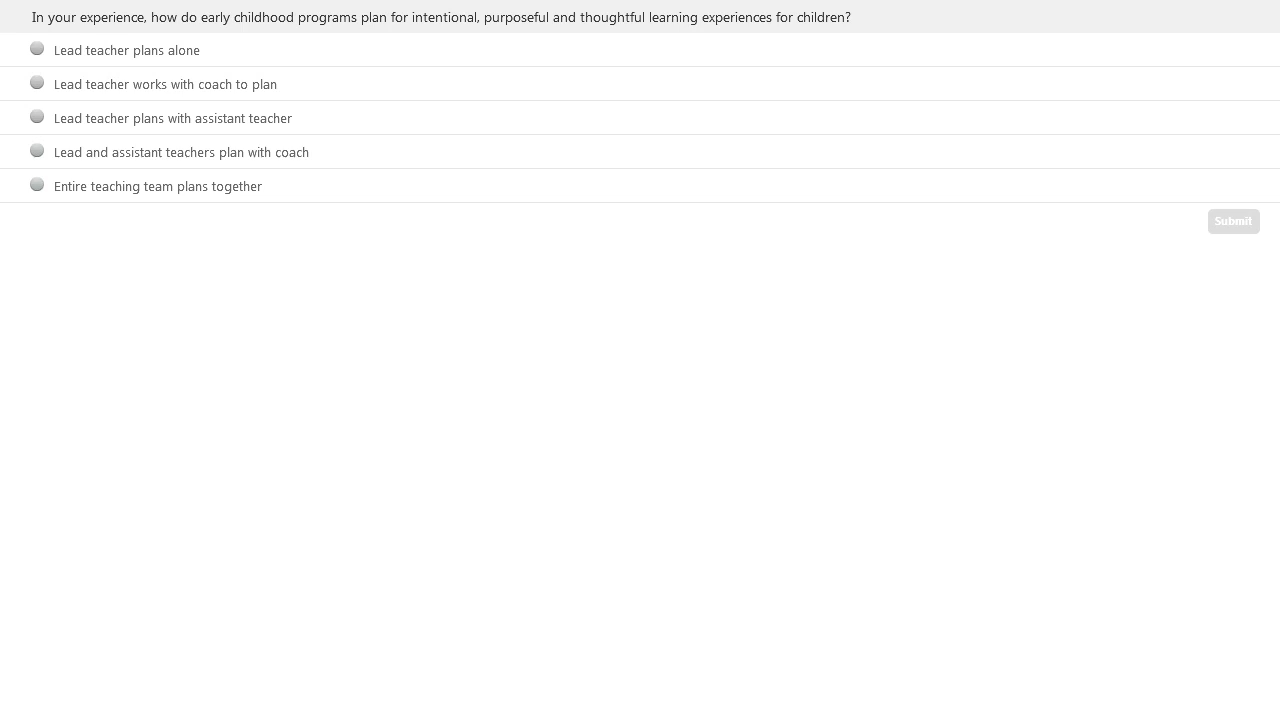 In your experience, how do early childhood programs plan for intentional, purposeful and thoughtful learning experiences for children?
Lead teacher plans alone
Lead teacher works with coach to plan
Lead teacher plans with assistant teacher
Lead and assistant teachers plan with coach
Entire teaching team plans together
Submit